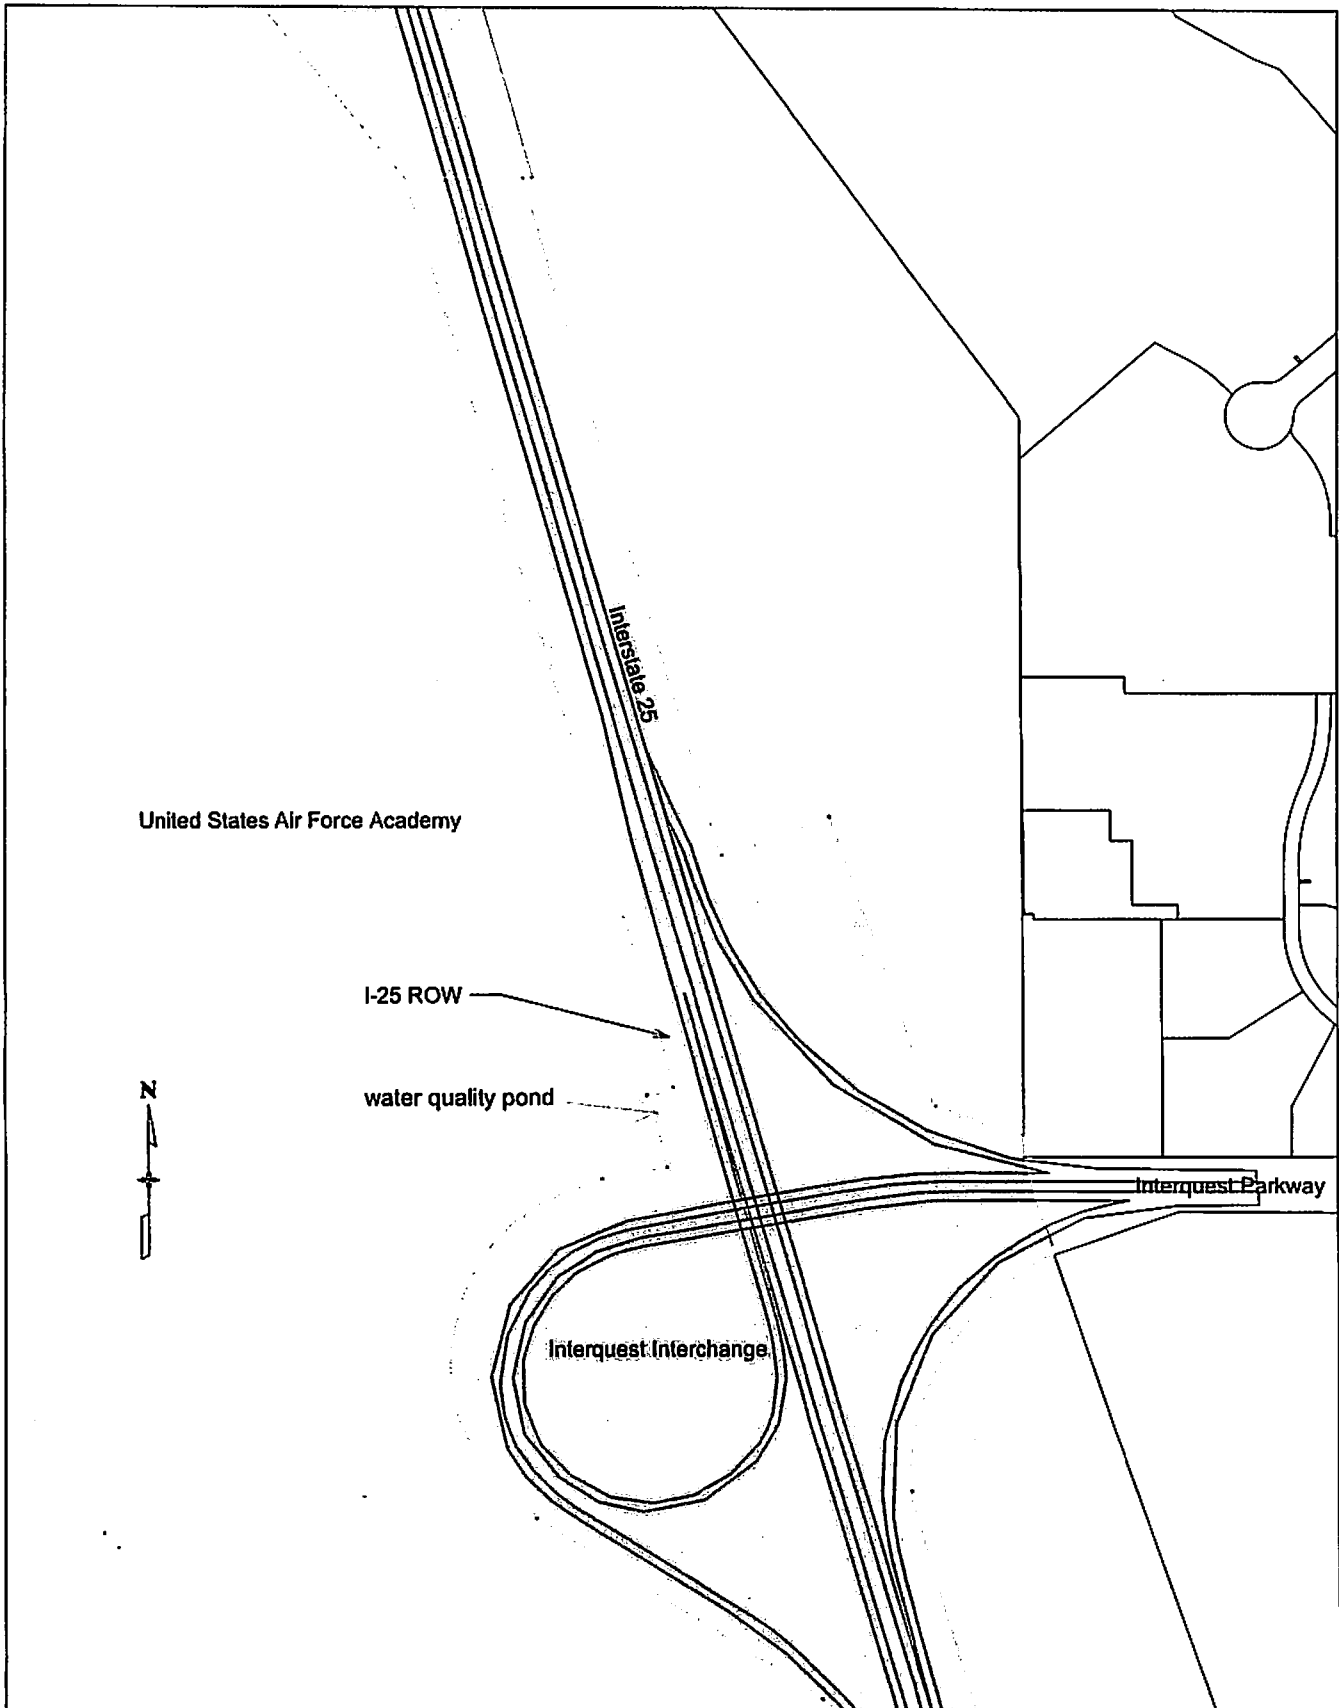 Interstate 25
United States Air Force Academy
I-25 ROW
water quality pond
N
Interquest Parkway
Interquest Interchange